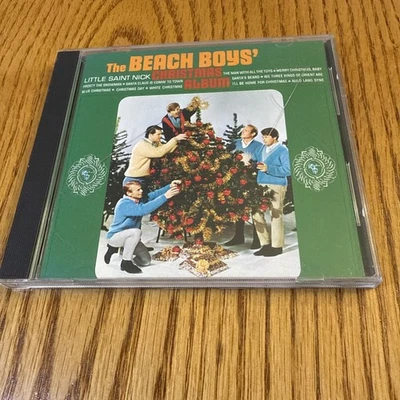 The BEACH BOYS'
LITTLE SAINT NICK CHRISTMAS THE MAN WITH ALL THE TOYS • MERRY CHRISTMAS, BABY
FROSTY THE SNOWMAN • SANTA CLAUS IS COMIN' TO TOWN ALBUM SANTA'S BEARD • WE THREE KINGS OF ORIENT ARE
BLUE CHRISTMAS • CHRISTMAS DAY • WHITE CHRISTMAS I'LL BE HOME FOR CHRISTMAS • AULD LANG SYNE